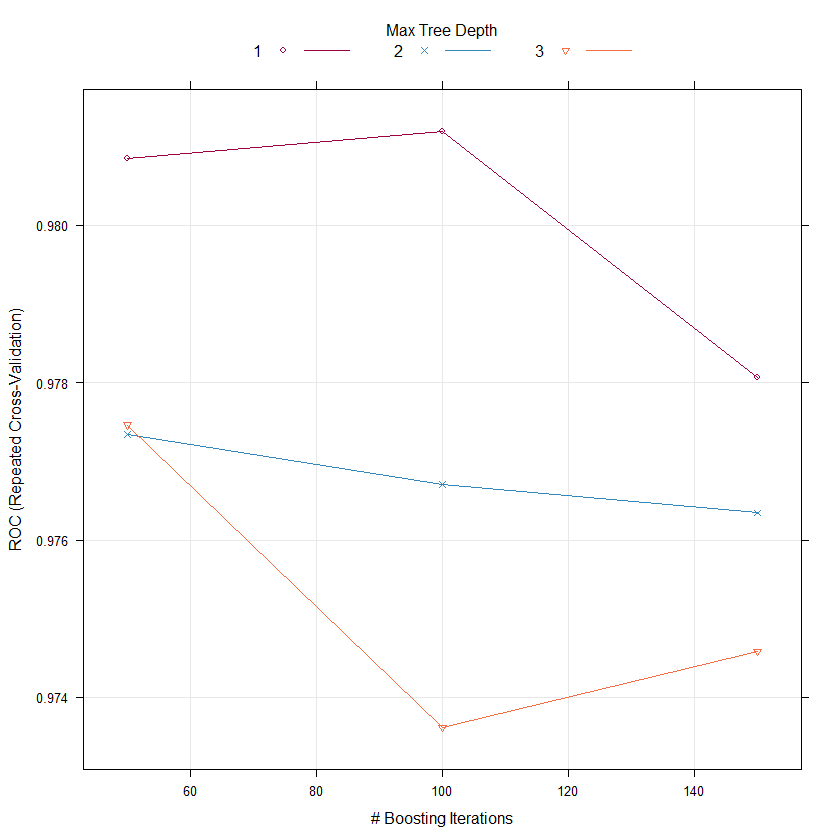 Max Tree Depth
1 2 3
0.980
0.978
0.976
0.974
ROC (Repeated Cross-Validation)
60 80 100 120 140
# Boosting Iterations